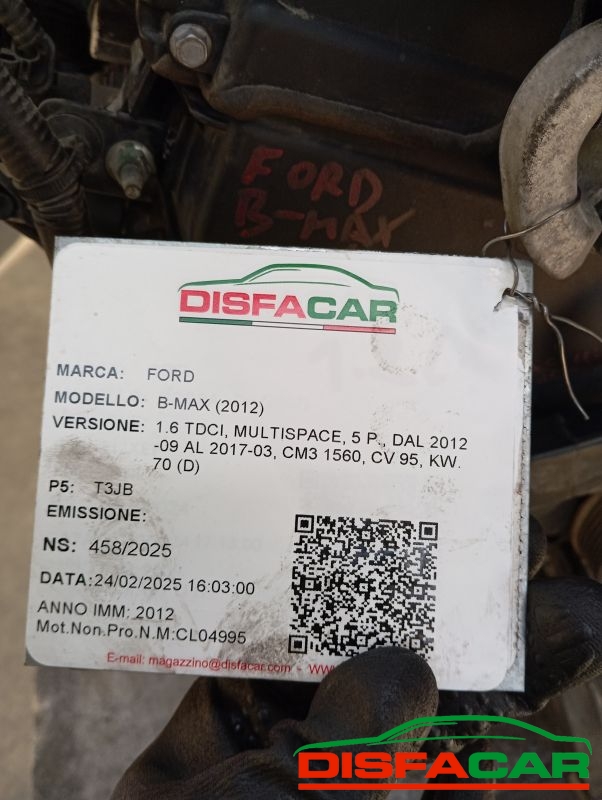 FORD
B-MAX
DISFACAR
MARCA: FORD
MODELLO: B-MAX (2012)
VERSIONE: 1.6 TDCI, MULTISPACE, 5 P., DAL 2012
-09 AL 2017-03, CM3 1560, CV 95, KW.
70 (D)
P5: T3JB
EMISSIONE:
NS: 458/2025
DATA:24/02/2025 16:03:00
ANNO IMM: 2012
Mot.Non.Pro.N.M:CL04995
E-mail: magazzino@disfacar.com - WWW
DISFACAR